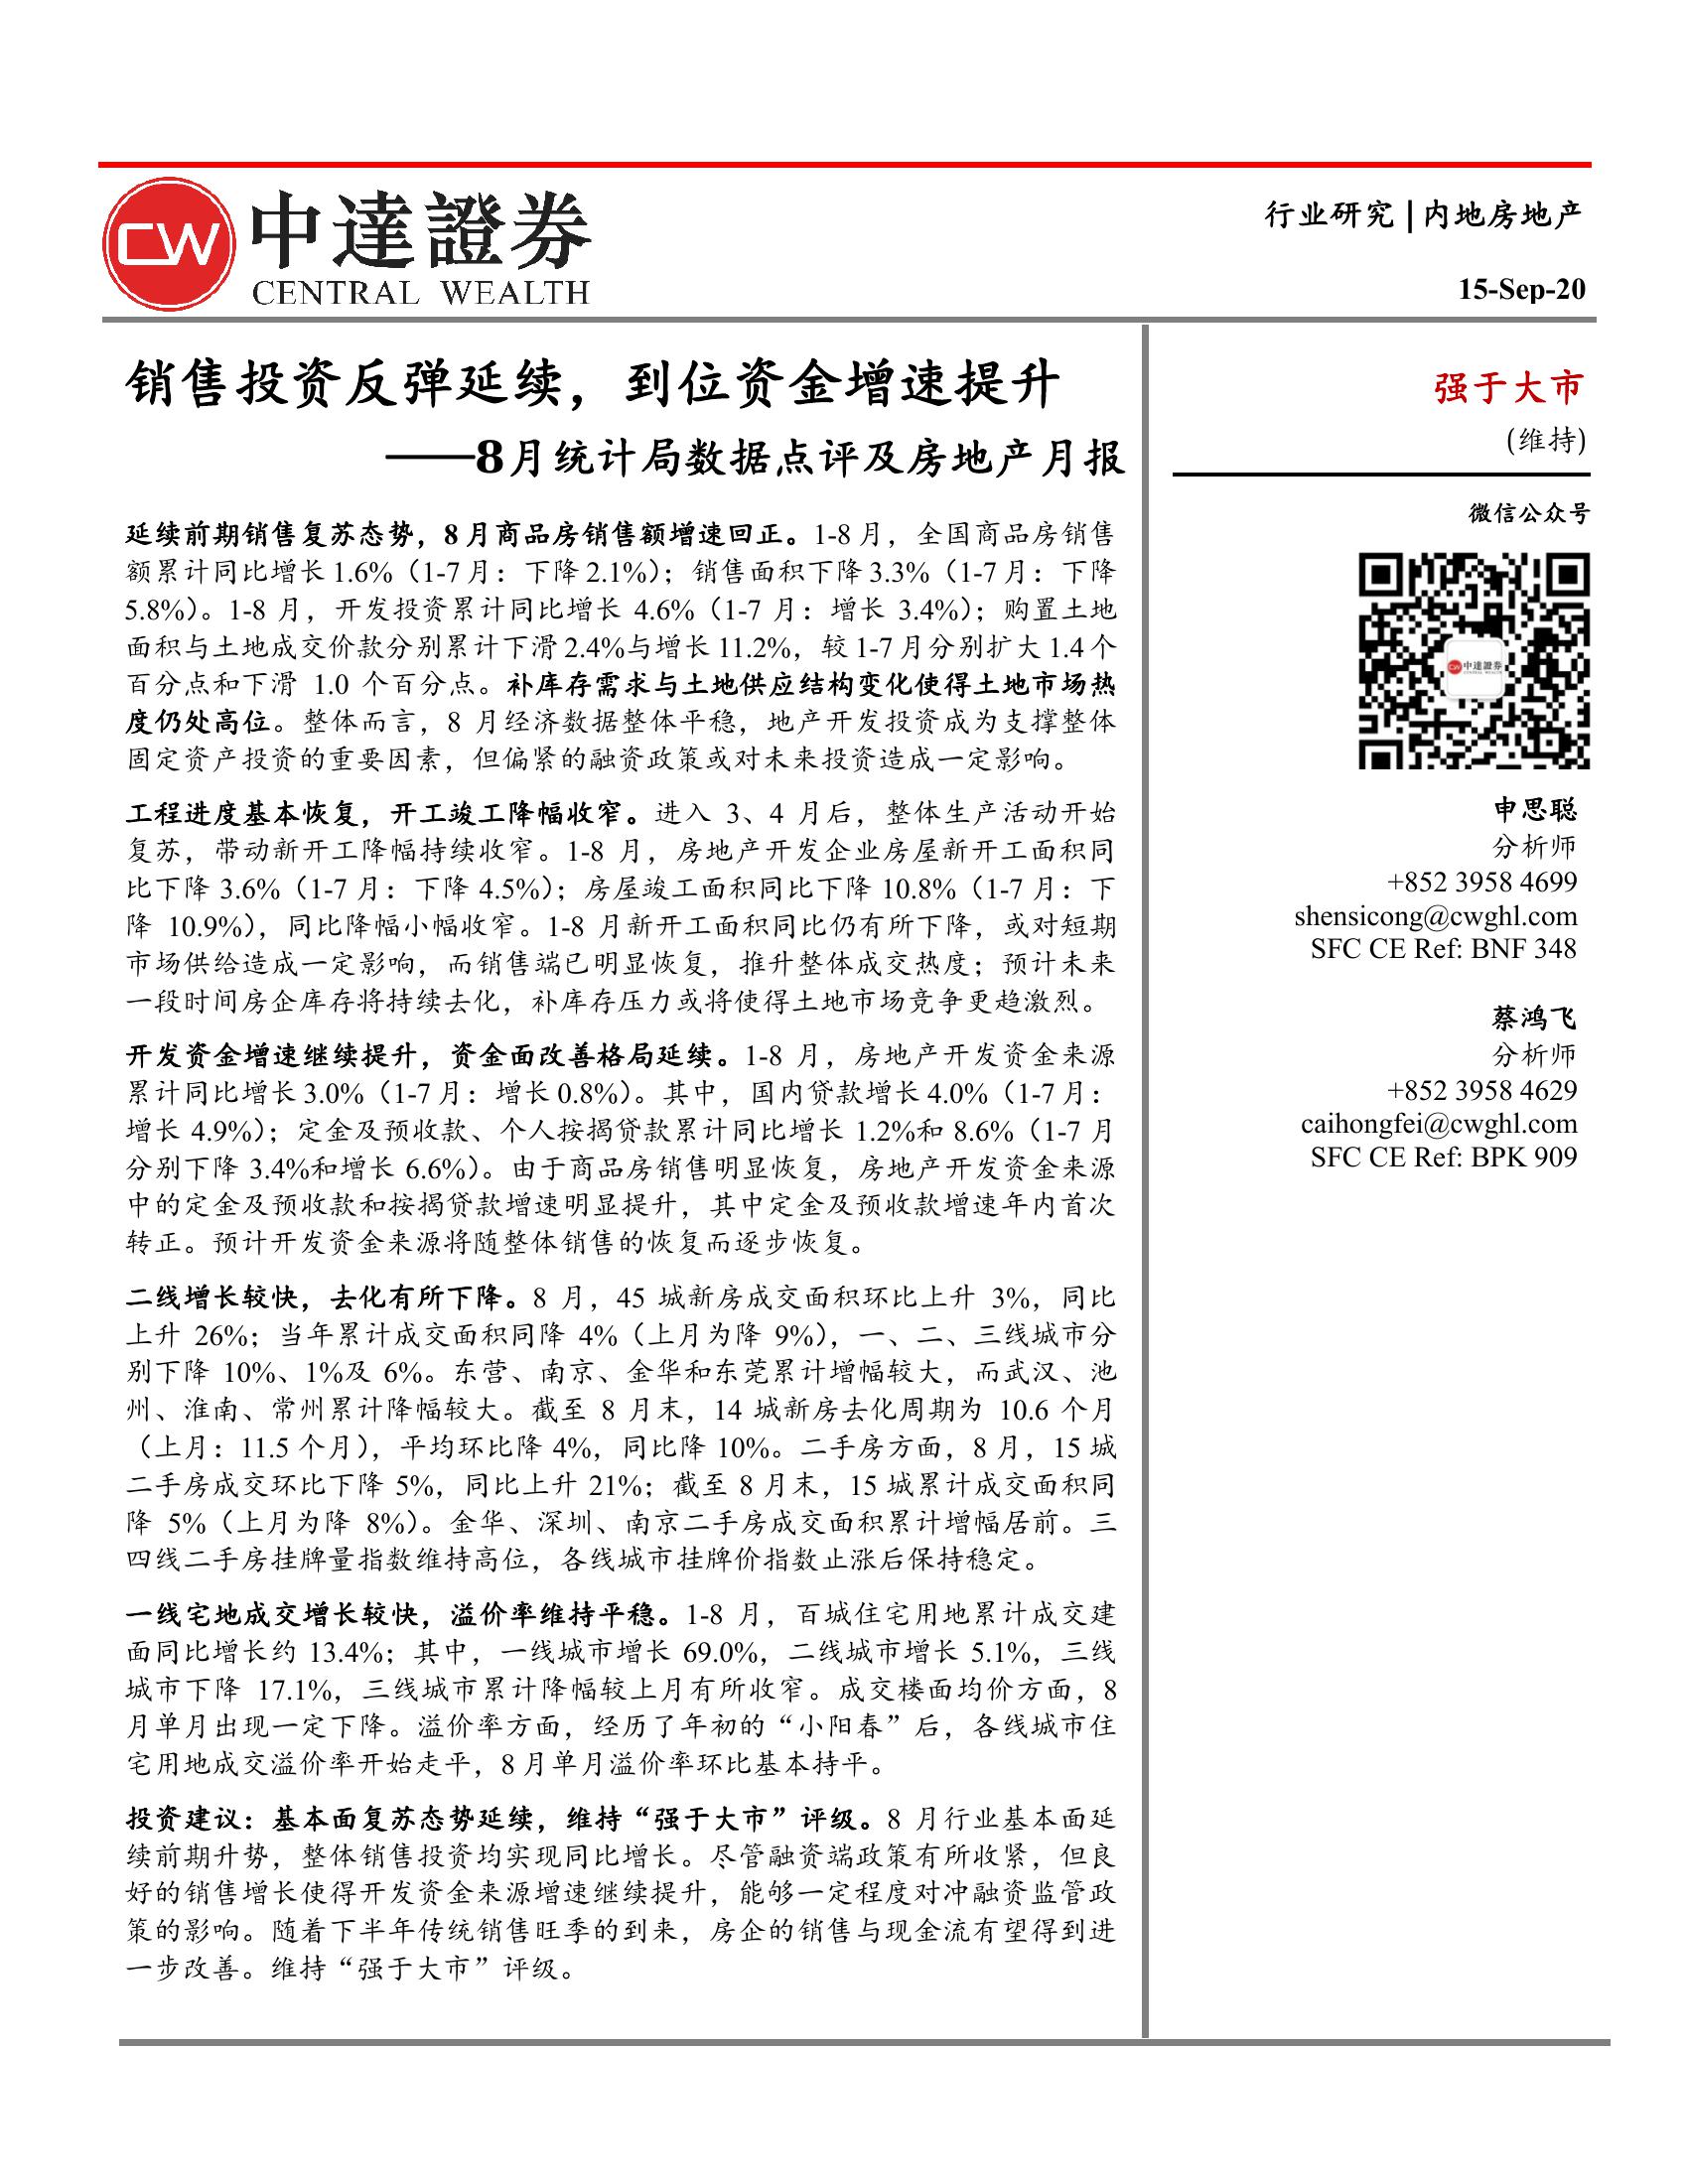 CW 中達證券
CENTRAL WEALTH
行业研究|内地房地产
15-Sep-20
销售投资反弹延续，到位资金增速提升
——8月统计局数据点评及房地产月报
延续前期销售复苏态势，8月商品房销售额增速回正。1-8月，全国商品房销售
额累计同比增长1.6%（1-7月：下降2.1%）；销售面积下降3.3%（1-7月：下降
5.8%）。1-8月，开发投资累计同比增长4.6%（1-7月：增长3.4%）；购置土地
面积与土地成交价款分别累计下滑2.4%与增长11.2%，较1-7月分别扩大1.4个
百分点和下滑1.0个百分点。补库存需求与土地供应结构变化使得土地市场热
度仍处高位。整体而言，8月经济数据整体平稳，地产开发投资成为支撑整体
固定资产投资的重要因素，但偏紧的融资政策或对未来投资造成一定影响。
工程进度基本恢复，开工竣工降幅收窄。进入3、4月后，整体生产活动开始
复苏，带动新开工降幅持续收窄。1-8月，房地产开发企业房屋新开工面积同
比下降3.6%（1-7月：下降4.5%）；房屋竣工面积同比下降10.8%（1-7月：下
降10.9%），同比降幅小幅收窄。1-8月新开工面积同比仍有所下降，或对短期
市场供给造成一定影响，而销售端已明显恢复，推升整体成交热度；预计未来
一段时间房企库存将持续去化，补库存压力或将使得土地市场竞争更趋激烈。
开发资金增速继续提升，资金面改善格局延续。1-8月，房地产开发资金来源
累计同比增长3.0%（1-7月：增长0.8%）。其中，国内贷款增长4.0%（1-7月：
增长4.9%）；定金及预收款、个人按揭贷款累计同比增长1.2%和8.6%（1-7月
分别下降3.4%和增长6.6%）。由于商品房销售明显恢复，房地产开发资金来源
中的定金及预收款和按揭贷款增速明显提升，其中定金及预收款增速年内首次
转正。预计开发资金来源将随整体销售的恢复而逐步恢复。
二线增长较快，去化有所下降。8月，45城新房成交面积环比上升3%，同比
上升26%；当年累计成交面积同降4%（上月为降9%），一、二、三线城市分
别下降10%、1%及6%。东营、南京、金华和东莞累计增幅较大，而武汉、池
州、淮南、常州累计降幅较大。截至8月末，14城新房去化周期为10.6个月
（上月：11.5个月），平均环比降4%，同比降10%。二手房方面，8月，15城
二手房成交环比下降5%，同比上升21%；截至8月末，15城累计成交面积同
降5%（上月为降8%）。金华、深圳、南京二手房成交面积累计增幅居前。三
四线二手房挂牌量指数维持高位，各线城市挂牌价指数止涨后保持稳定。
一线宅地成交增长较快，溢价率维持平稳。1-8月，百城住宅用地累计成交建
面同比增长约13.4%；其中，一线城市增长69.0%，二线城市增长5.1%，三线
城市下降17.1%，三线城市累计降幅较上月有所收窄。成交楼面均价方面，8
月单月出现一定下降。溢价率方面，经历了年初的“小阳春”后，各线城市住
宅用地成交溢价率开始走平，8月单月溢价率环比基本持平。
投资建议：基本面复苏态势延续，维持“强于大市”评级。8月行业基本面延
续前期升势，整体销售投资均实现同比增长。尽管融资端政策有所收紧，但良
好的销售增长使得开发资金来源增速继续提升，能够一定程度对冲融资监管政
策的影响。随着下半年传统销售旺季的到来，房企的销售与现金流有望得到进
一步改善。维持“强于大市”评级。
强于大市
(维持)
微信公众号
CW 中達證券
CENTRAL WEALTH
申思聪
分析师
+852 3958 4699
shensicong@cwghl.com
SFC CE Ref: BNF 348
蔡鸿飞
分析师
+852 3958 4629
caihongfei@cwghl.com
SFC CE Ref: BPK 909